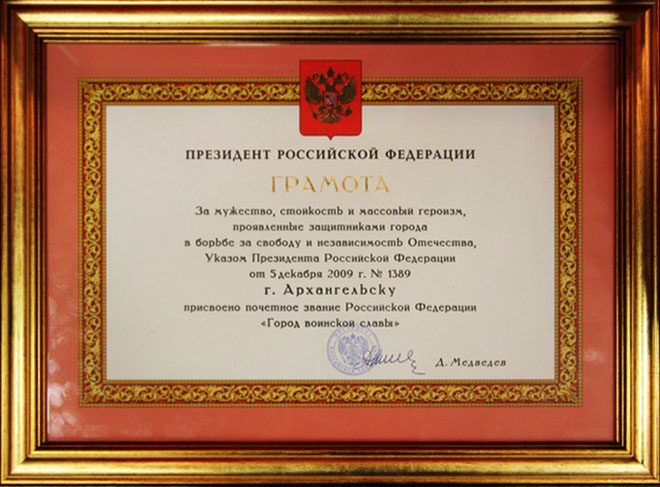 ПРЕЗИДЕНТ РОССИЙСКОЙ ФЕДЕРАЦИИ
ГРАМОТА
За мужество, стойкость и массовый героизм,
проявленные защитниками города
в борьбе за свободу и независимость Отечества,
Указом Президента Российской Федерации
от 5 декабря 2009 г. № 1389
г. Архангельску
присвоено почетное звание Российской Федерации
«Город воинской славы»
Д. Медведев